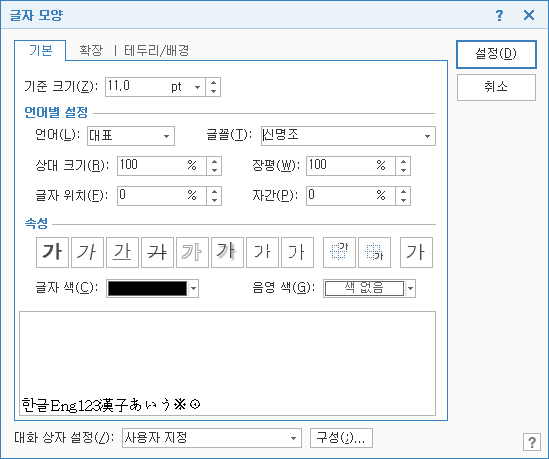 글자 모양 ? ×
기본 확장 테두리/배경 설정(D)
취소
기준 크기(Z): 11.0 pt
언어별 설정
언어(L): 대표 글꼴(T): 신명조
상대 크기(R): 100 % 장평(W): 100 %
글자 위치(F): 0 % 자간(P): 0 %
속성
가 가 가 가 가 가 가 가 가 가 가
글자 색(C): 음영 색(G): 색 없음
한글Eng123漢子あいう※⊙
대화 상자 설정(/): 사용자 지정 구성(;)... ?